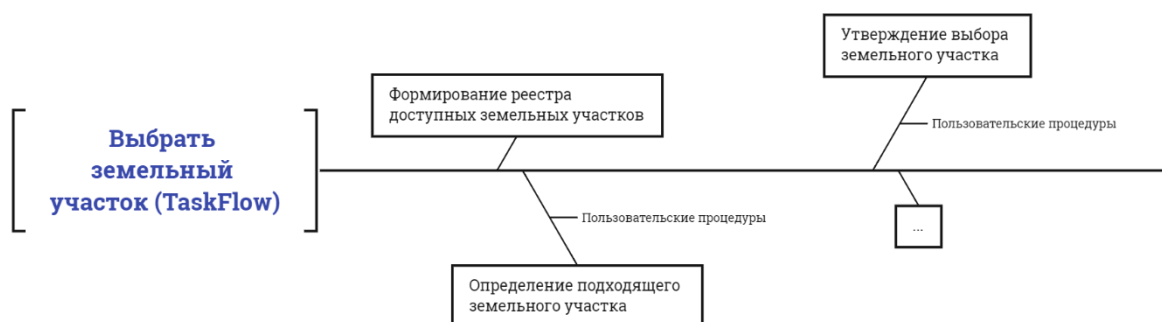 Утверждение выбора
земельного участка
Формирование реестра
доступных земельных участков
Выбрать
земельный
участок (TaskFlow)
Пользовательские процедуры
Пользовательские процедуры
...
Определение подходящего
земельного участка